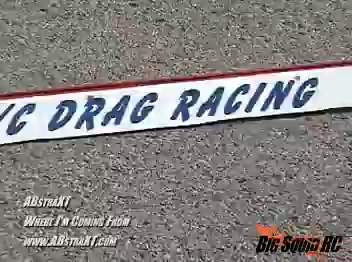 /C DRAG RACING
ABstraXT
Where I'm Coming From
www.ABstraXT.com
Big Squid RC